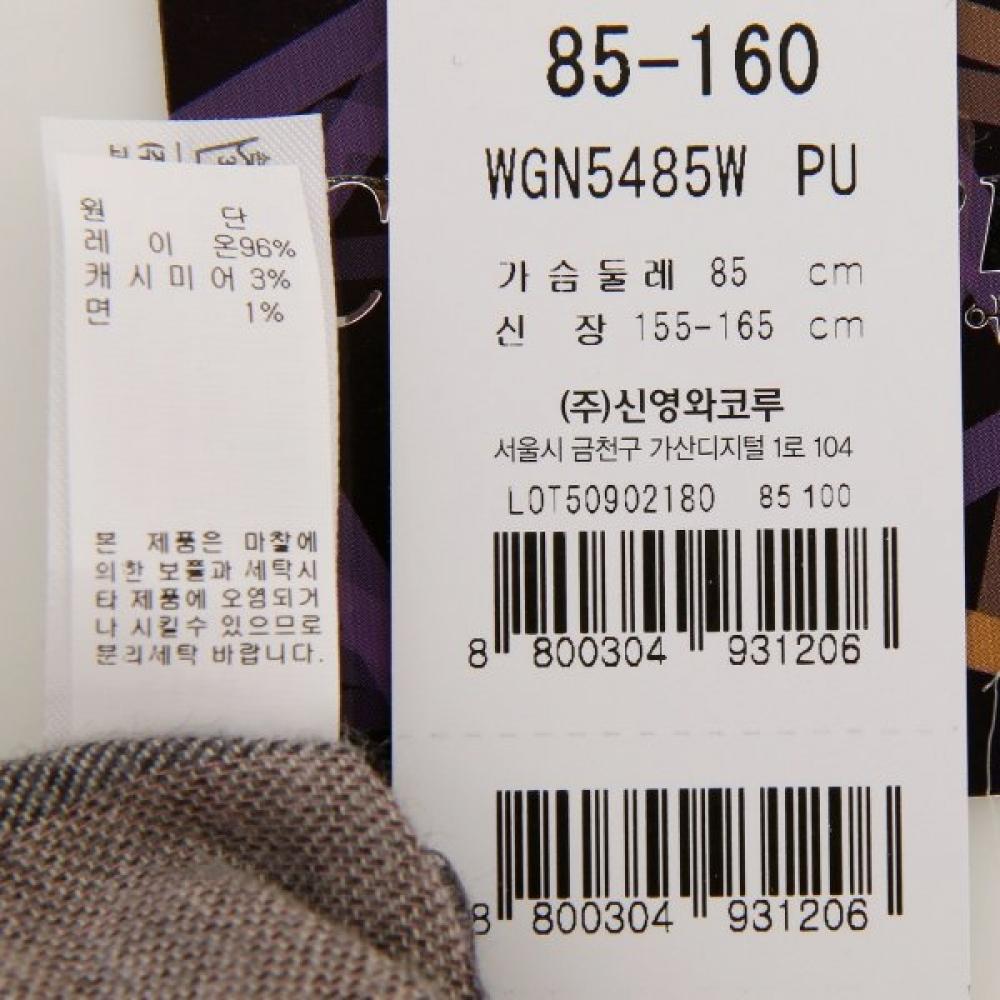 원 단
레 이 온96%
캐 시 미 어 3%
면 1%
본 제품은 마찰에
의한 보풀과 세탁시
타 제품에 오염되거
나 시킬수 있으므로
분리세탁 바랍니다.
85-160
WGN5485W PU
가 슴 둘 레 85 cm
신 장 155-165 cm
(주)신영와코루
서울시 금천구 가산디지털 1로 104
LOT50902180 85 100
8 800304 931206
8 800304 931206